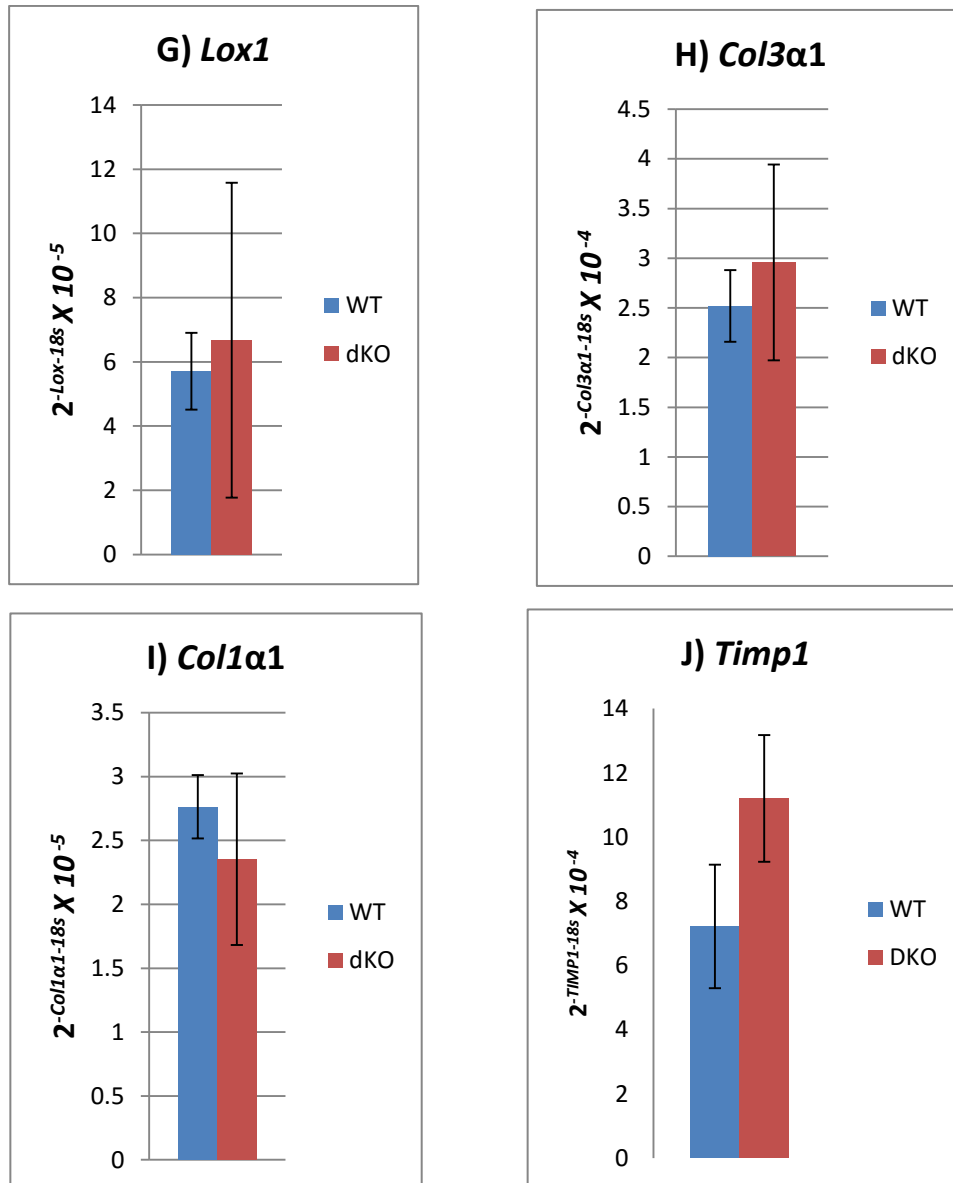 G) Lox1
14
12
10
8
6
4
2
0
2-Lox-18s X 10-5
WT
dKO
H) Col3α1
4.5
4
3.5
3
2.5
2
1.5
1
0.5
0
2-Col3α1-18s X 10-4
WT
dKO
I) Col1α1
3.5
3
2.5
2
1.5
1
0.5
0
2-Col1α1-18s X 10-5
WT
dKO
J) Timp1
14
12
10
8
6
4
2
0
2-TIMP1-18s X 10-4
WT
DKO